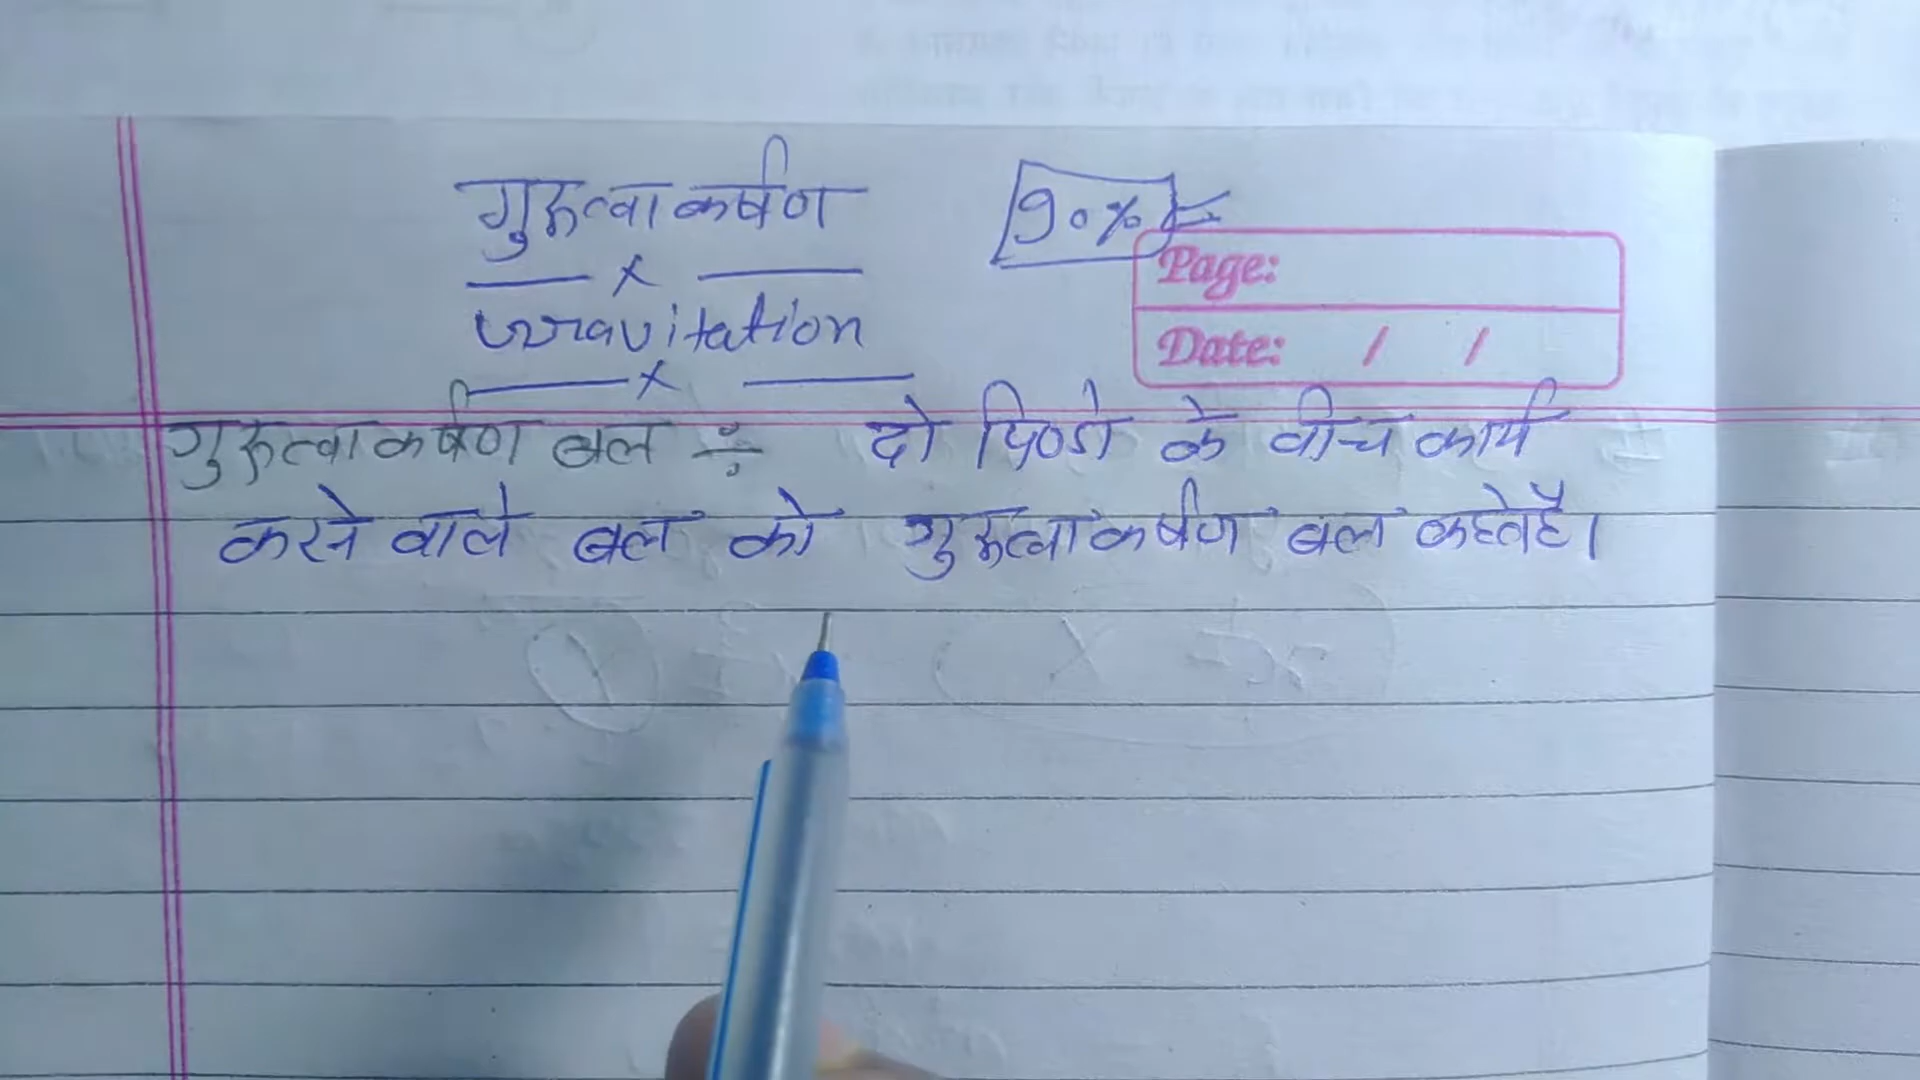 गुरुत्वाकर्षण
90%
Page:
Gravitation
Date: / /
गुरुत्वाकर्षण बल ÷ दो पिण्डो के वीच कार्य
करने वाले बल को गुरुत्वाकर्षण बल कहतेहै।